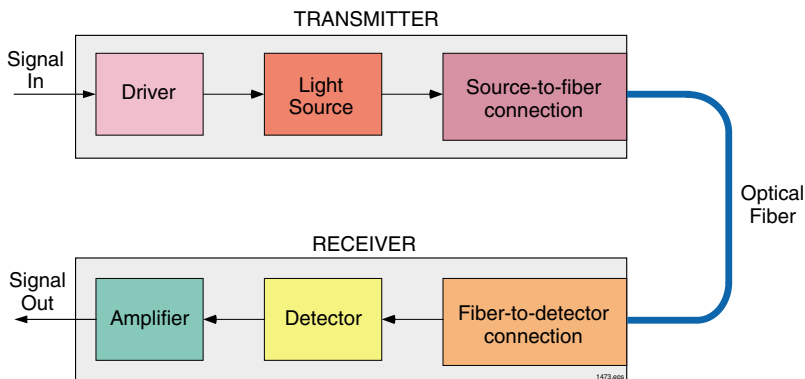 TRANSMITTER
Signal
In
Driver
Light
Source
Source-to-fiber
connection
Optical
Fiber
RECEIVER
Signal
Out
Amplifier
Detector
Fiber-to-detector
connection
1473.eps